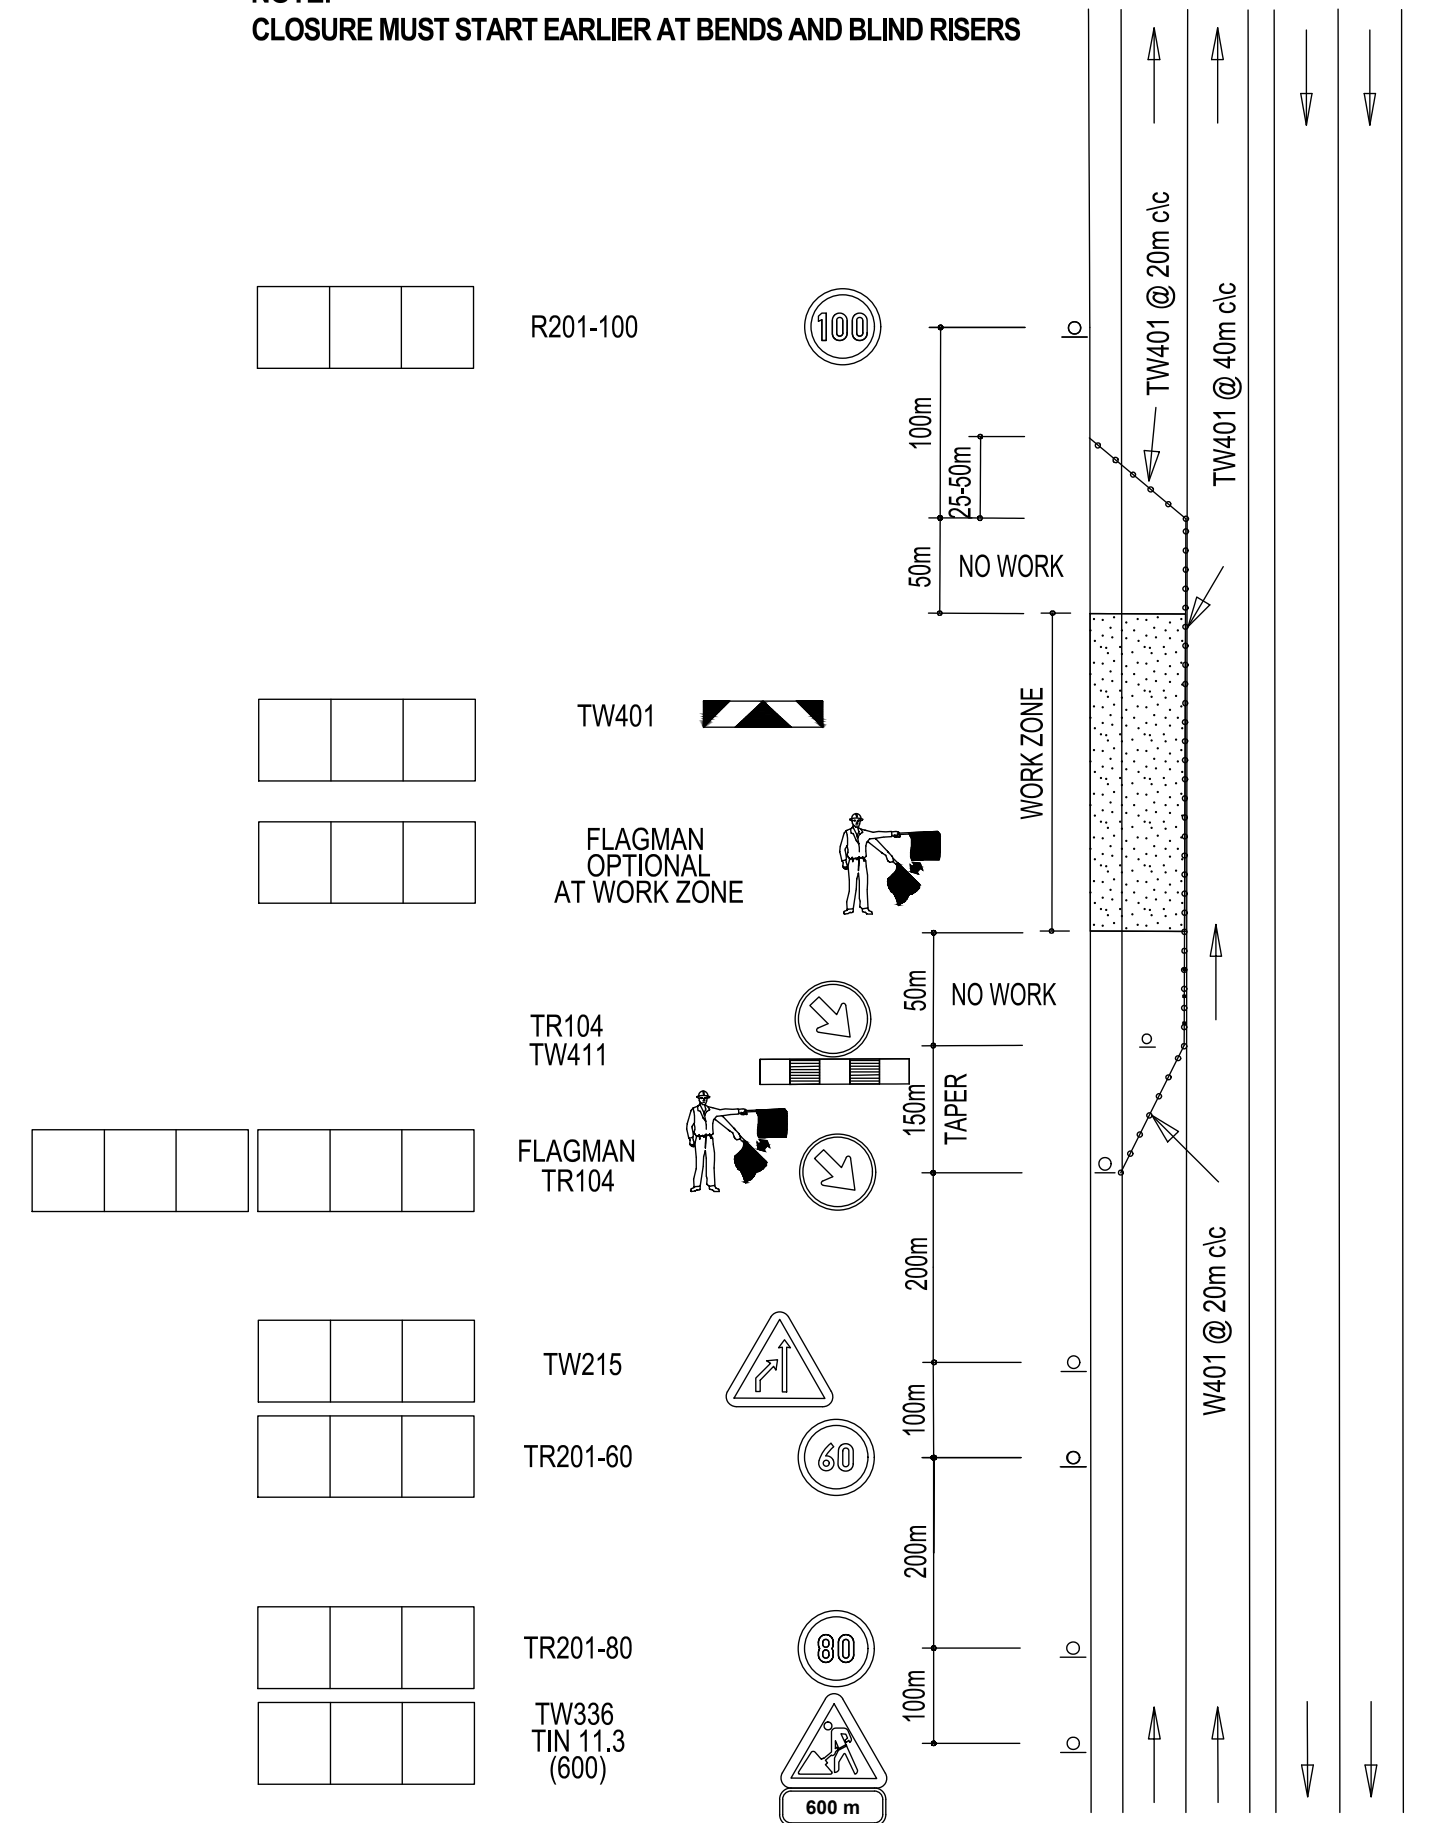 NOTE:
CLOSURE MUST START EARLIER AT BENDS AND BLIND RISERS
TW401 @ 20m c\c
TW401 @ 40m c\c
R201-100
100
100m
25-50m
50m
NO WORK
TW401
WORK ZONE
FLAGMAN
OPTIONAL
AT WORK ZONE
50m
NO WORK
TR104
TW411
150m
TAPER
FLAGMAN
TR104
200m
W401 @ 20m c\c
TW215
100m
TR201-60
60
200m
TR201-80
80
100m
TW336
TIN 11.3
(600)
600 m